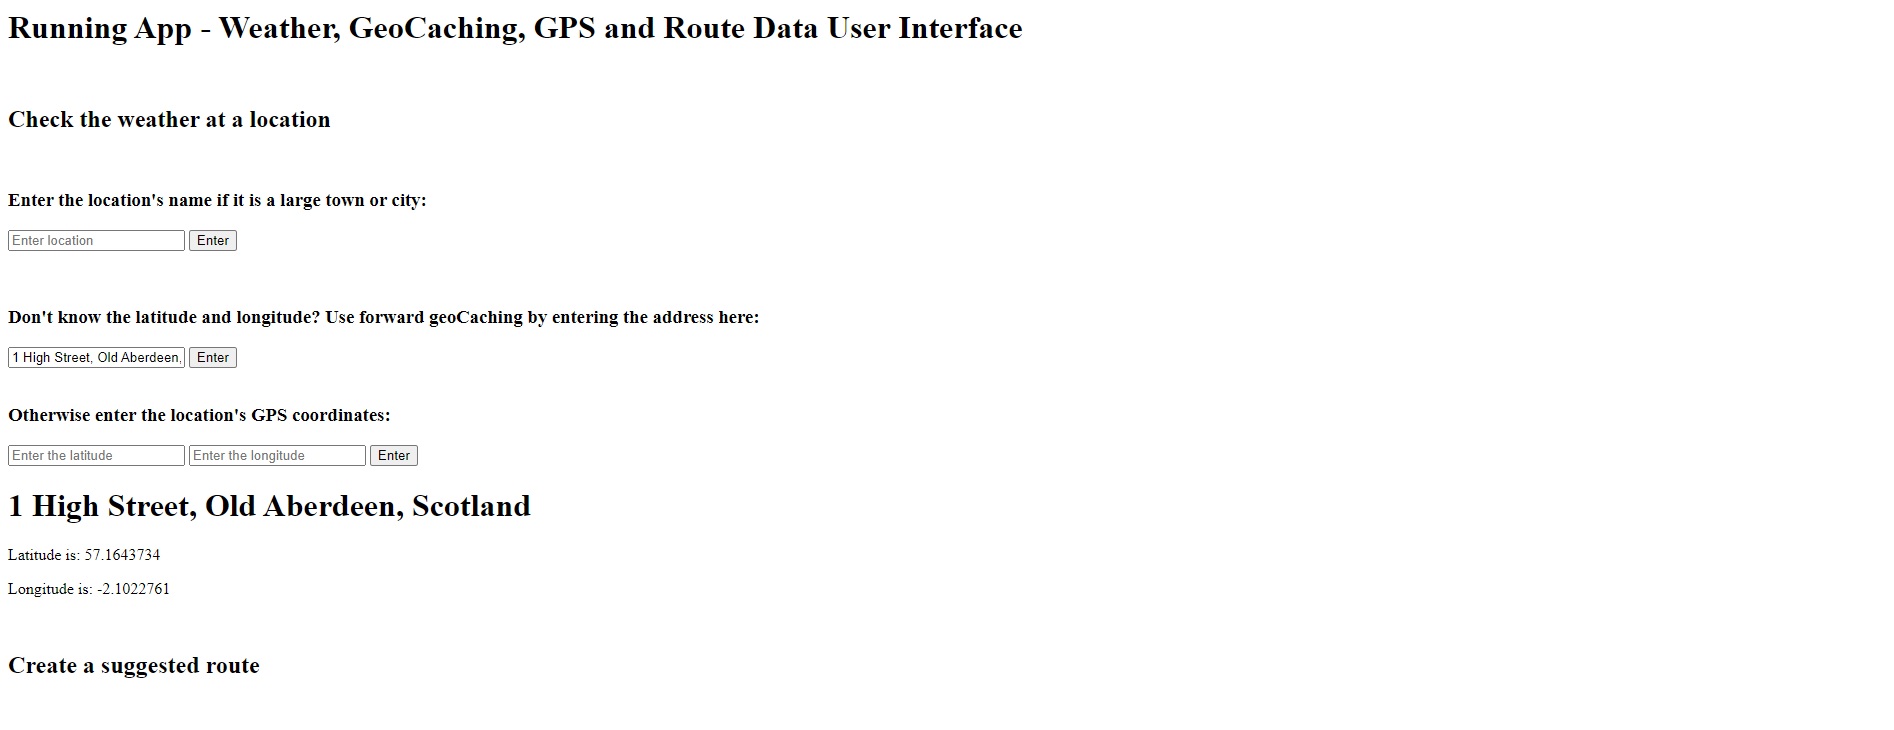 Running App - Weather, GeoCaching, GPS and Route Data User Interface
Check the weather at a location
Enter the location's name if it is a large town or city:
Enter location Enter
Don't know the latitude and longitude? Use forward geoCaching by entering the address here:
1 High Street, Old Aberdeen, Enter
Otherwise enter the location's GPS coordinates:
Enter the latitude Enter the longitude Enter
1 High Street, Old Aberdeen, Scotland
Latitude is: 57.1643734
Longitude is: -2.1022761
Create a suggested route